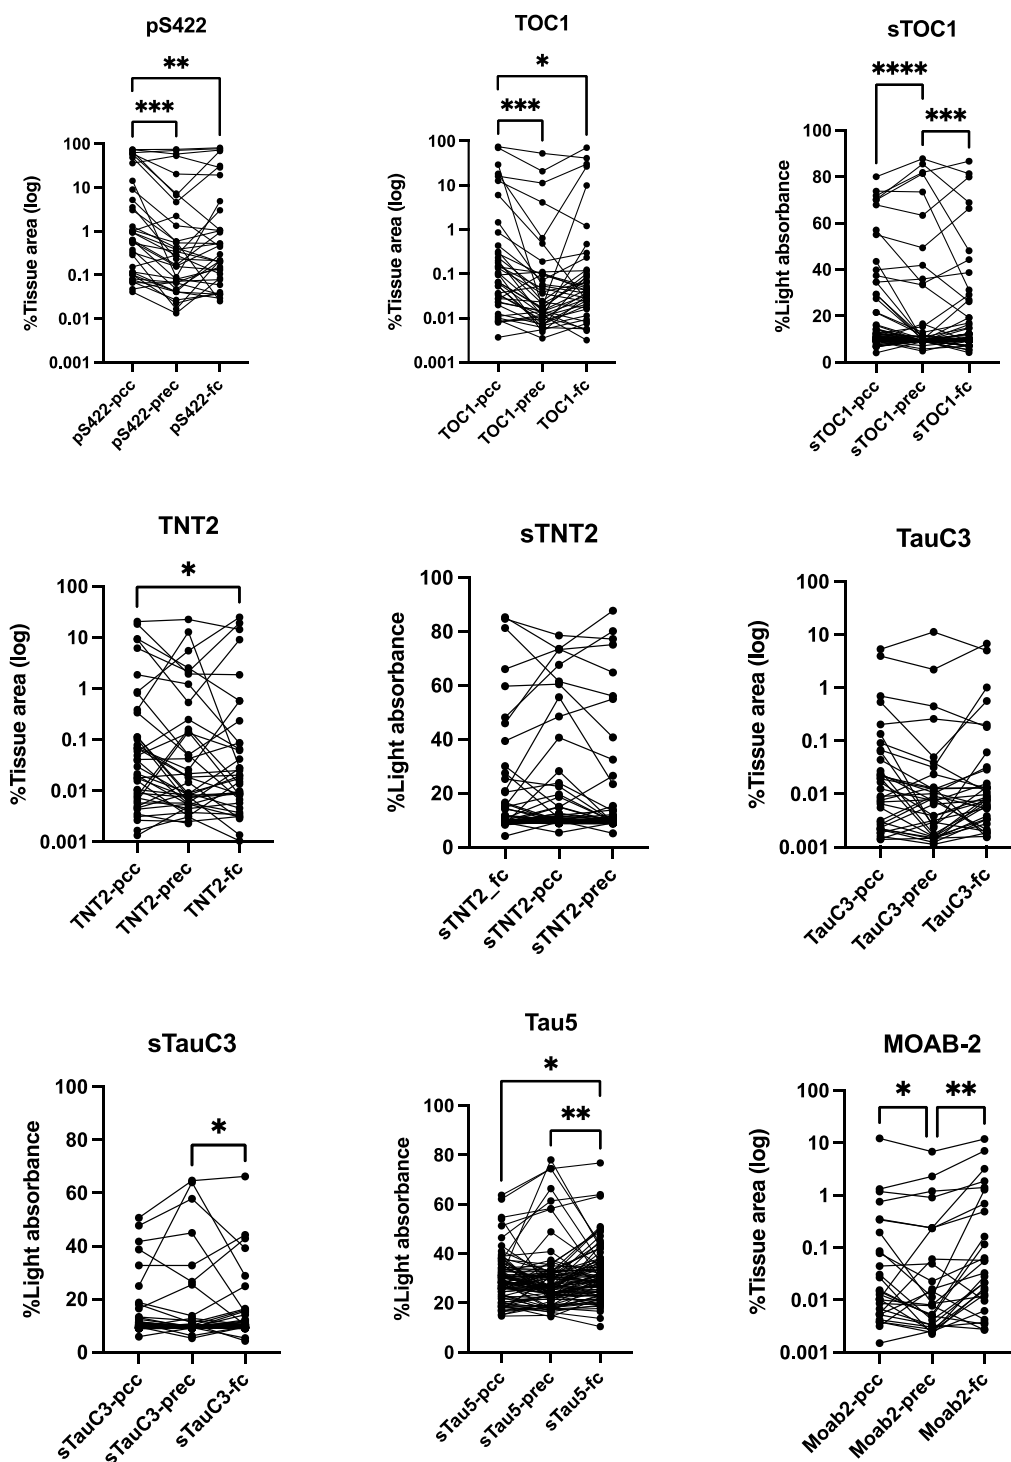 pS422
**
***
%Tissue area (log)
100
10
1
0.1
0.01
0.001
pS422-pcc
pS422-prec
pS422-fc
TOC1
*
***
%Tissue area (log)
100
10
1
0.1
0.01
0.001
TOC1-pcc
TOC1-prec
TOC1-fc
sTOC1
****
***
%Light absorbance
100
80
60
40
20
0
sTOC1-pcc
sTOC1-prec
sTOC1-fc
TNT2
*
%Tissue area (log)
100
10
1
0.1
0.01
0.001
TNT2-pcc
TNT2-prec
TNT2-fc
sTNT2
%Light absorbance
100
80
60
40
20
0
sTNT2_fc
sTNT2-pcc
sTNT2-prec
TauC3
%Tissue area (log)
100
10
1
0.1
0.01
0.001
TauC3-pcc
TauC3-prec
TauC3-fc
sTauC3
*
%Light absorbance
100
80
60
40
20
0
sTauC3-pcc
sTauC3-prec
sTauC3-fc
Tau5
*
**
%Light absorbance
100
80
60
40
20
0
sTau5-pcc
sTau5-prec
sTau5-fc
MOAB-2
*
**
%Tissue area (log)
100
10
1
0.1
0.01
0.001
Moab2-pcc
Moab2-prec
Moab2-fc